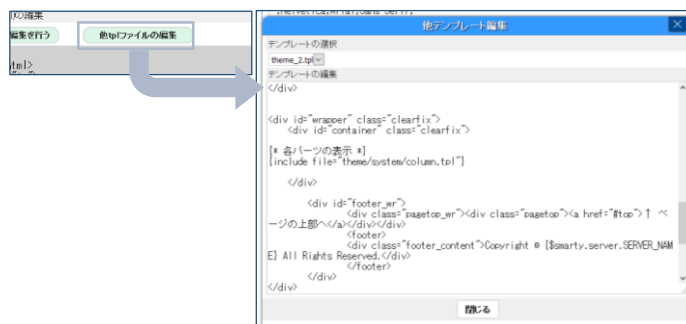 の編集
編集を行う
他tplファイルの編集
html>
他テンプレート編集
テンプレートの選択
theme_2.tpl
テンプレートの編集
</div>
<div id="wrapper" class="clearfix">
<div id="container" class="clearfix">
{* 各パーツの表示 *}
{include file="theme/system/column.tpl"}
</div>
<div id="footer_wr">
<div class="pagetop_wr"><div class="pagetop"><a href="#top">↑ ペ
ージの上部へ</a></div></div>
<footer>
<div class="footer_content">Copyright © {$smarty.server.SERVER_NAM
E} All Rights Reserved.</div>
</footer>
</div>
</div>
閉じる